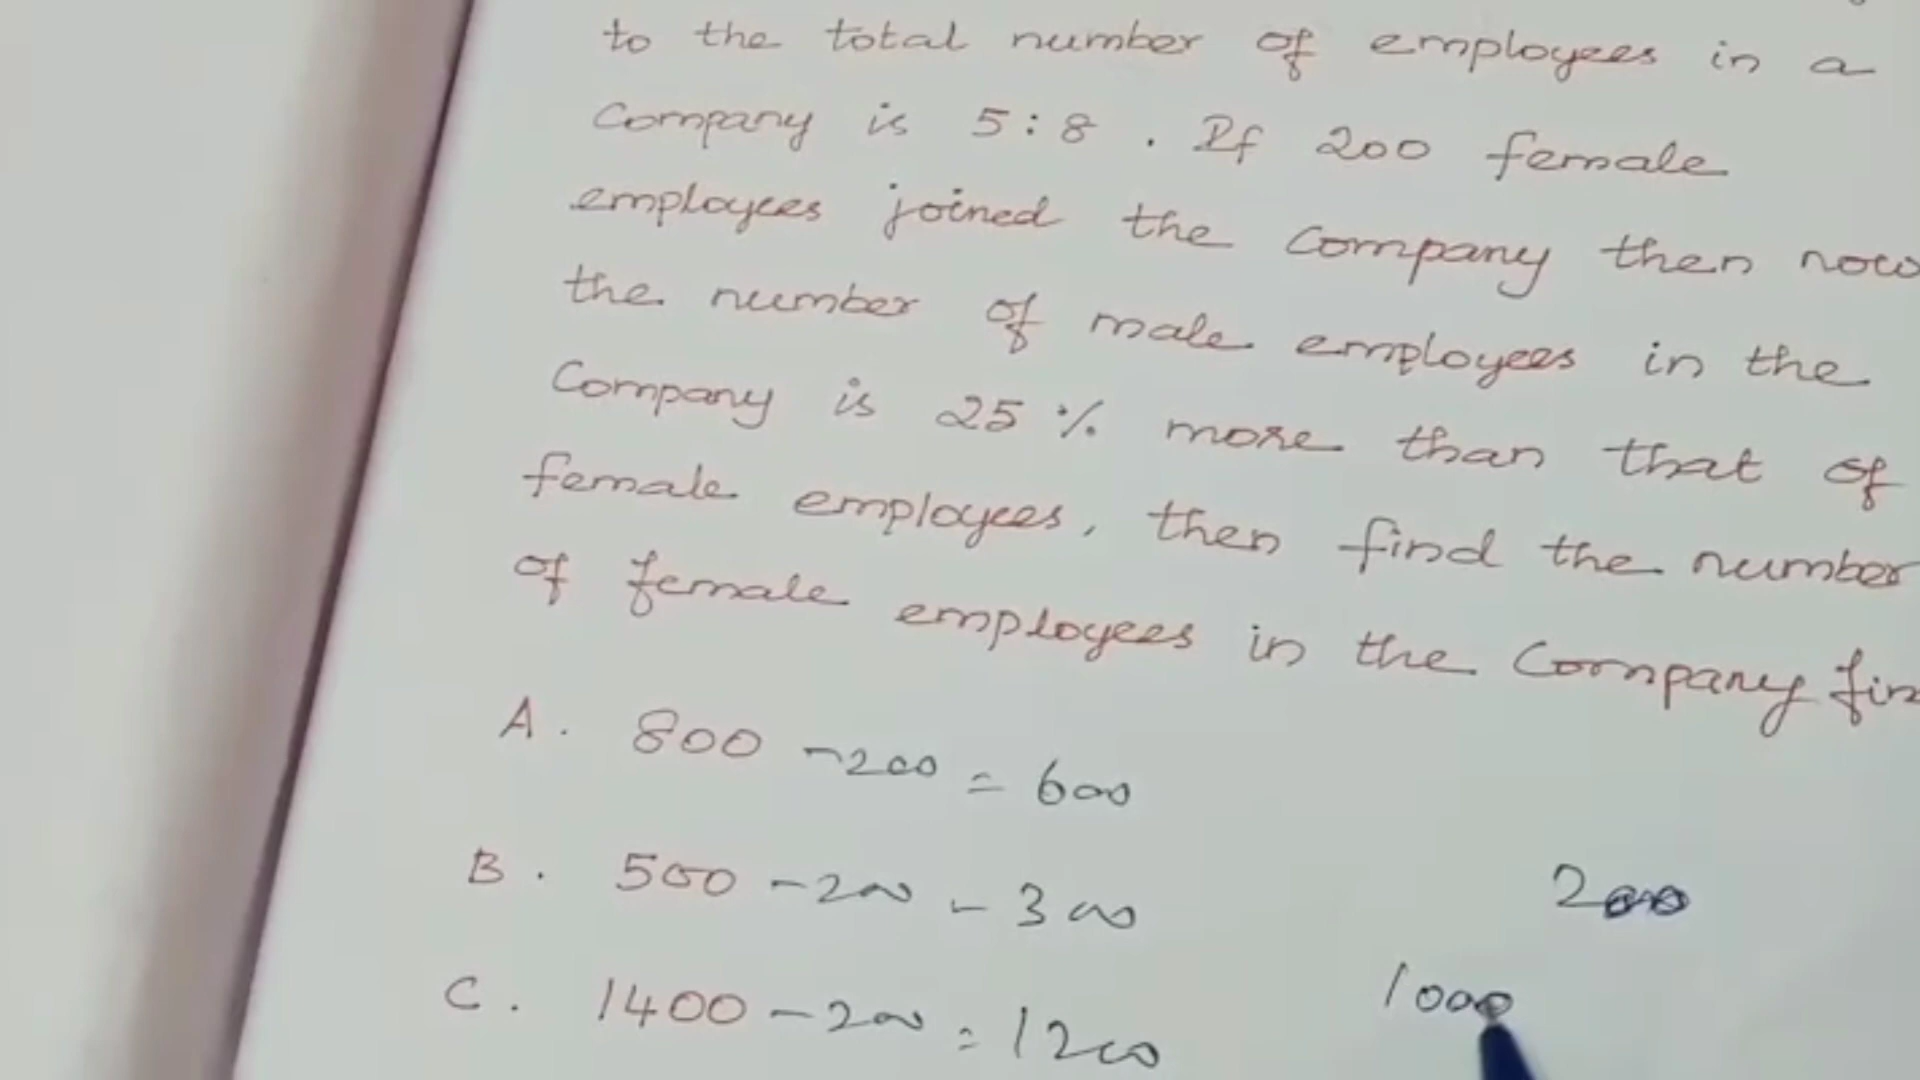 to the total number of employees in a
Company is 5:8 . If 200 female
employees joined the Company then now
the number of male employees in the
Company is 25 % more than that of
female employees, then find the number
of female employees in the Company fin
A. 800 -200 = 600
B. 500 -200 - 300
200
C. 1400 - 200 = 1200
1000